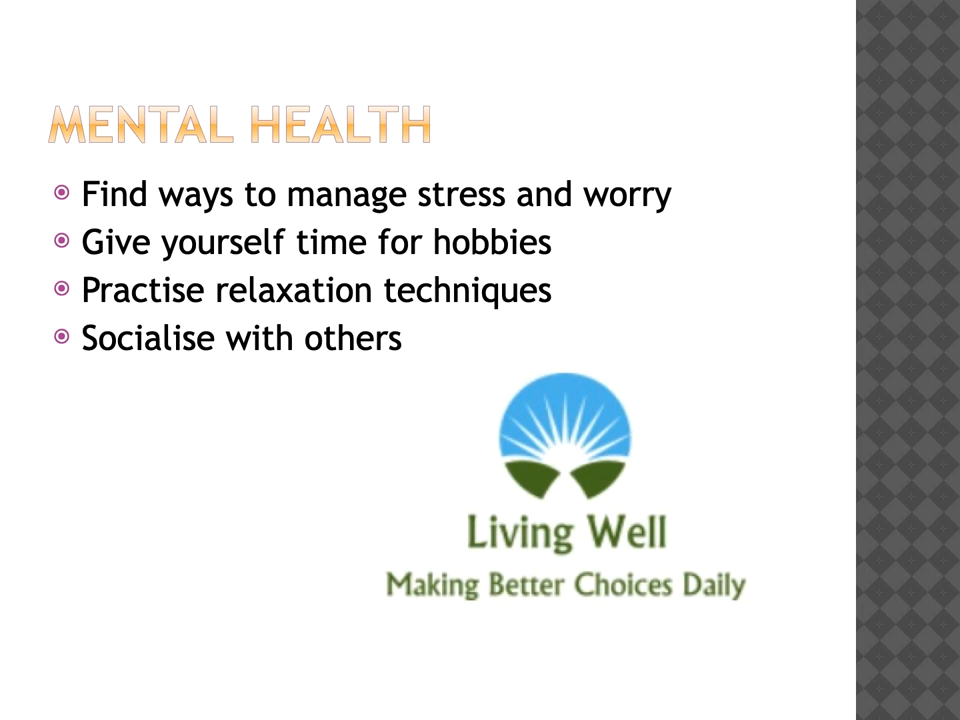 MENTAL HEALTH
Find ways to manage stress and worry
Give yourself time for hobbies
Practise relaxation techniques
Socialise with others
Living Well
Making Better Choices Daily